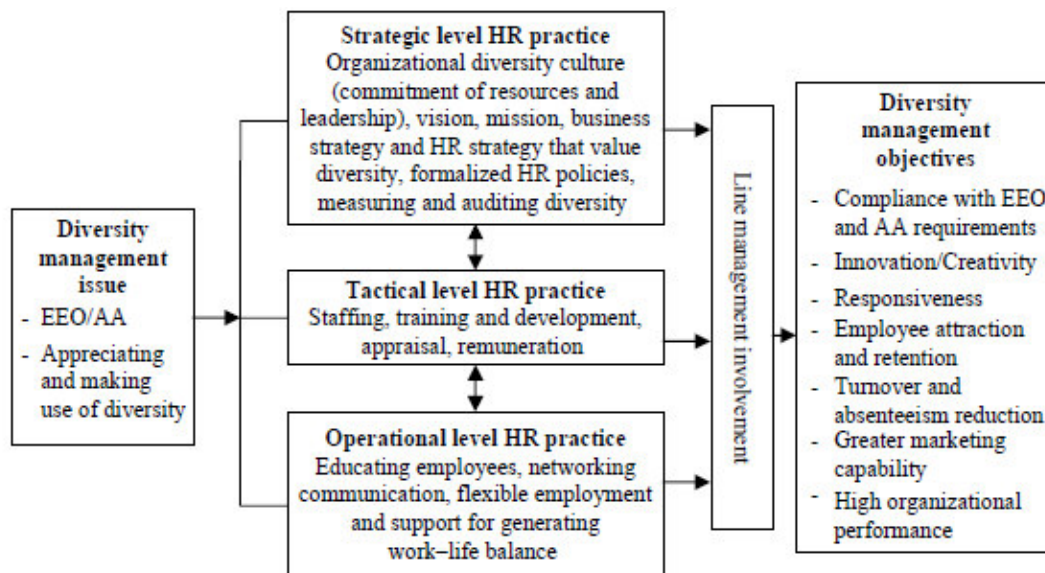 Diversity
management
issue
- EEO/AA
- Appreciating
and making
use of diversity
Strategic level HR practice
Organizational diversity culture
(commitment of resources and
leadership), vision, mission, business
strategy and HR strategy that value
diversity, formalized HR policies,
measuring and auditing diversity
Tactical level HR practice
Staffing, training and development,
appraisal, remuneration
Operational level HR practice
Educating employees, networking
communication, flexible employment
and support for generating
work–life balance
Line management involvement
Diversity
management
objectives
- Compliance with EEO
and AA requirements
- Innovation/Creativity
- Responsiveness
- Employee attraction
and retention
- Turnover and
absenteeism reduction
- Greater marketing
capability
- High organizational
performance